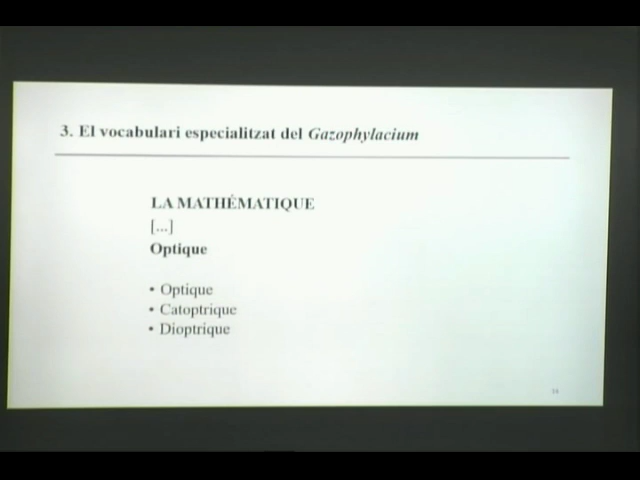 3. El vocabulari especialitzat del Gazophylacium
LA MATHÉMATIQUE
[...]
Optique
• Optique
• Catoptrique
• Dioptrique